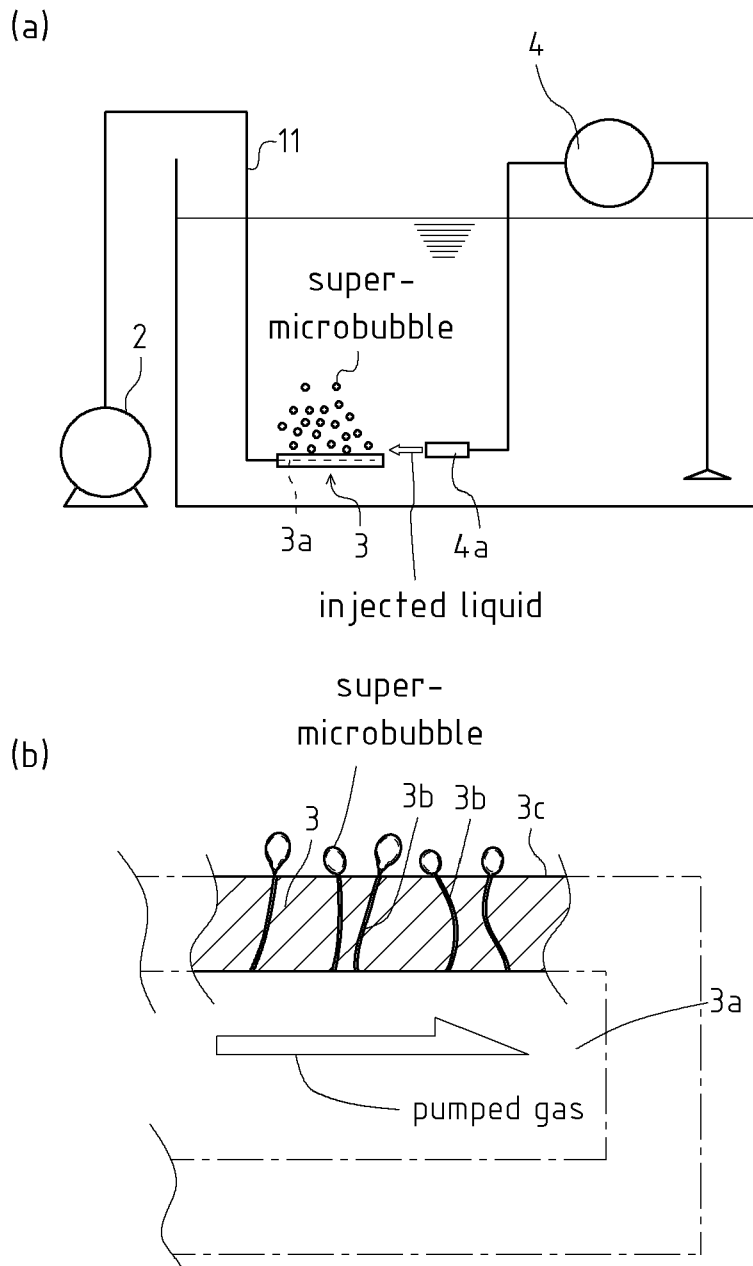 (a)
4
11
super-
microbubble
2
3a
3
4a
injected liquid
super-
microbubble
(b)
3
3b
3b
3c
3a
pumped gas